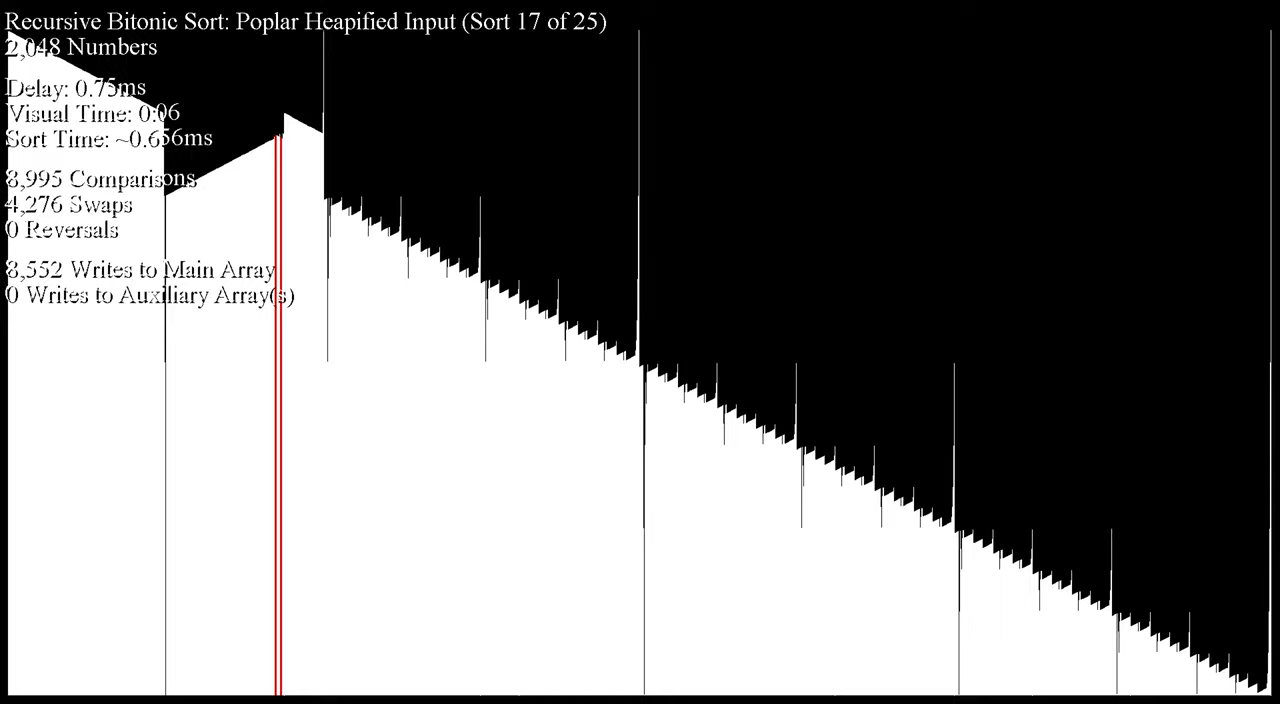 Recursive Bitonic Sort: Poplar Heapified Input (Sort 17 of 25)
2,048 Numbers
Delay: 0.75ms
Visual Time: 0:06
Sort Time: ~0.656ms
8,995 Comparisons
4,276 Swaps
0 Reversals
8,552 Writes to Main Array
0 Writes to Auxiliary Array(s)